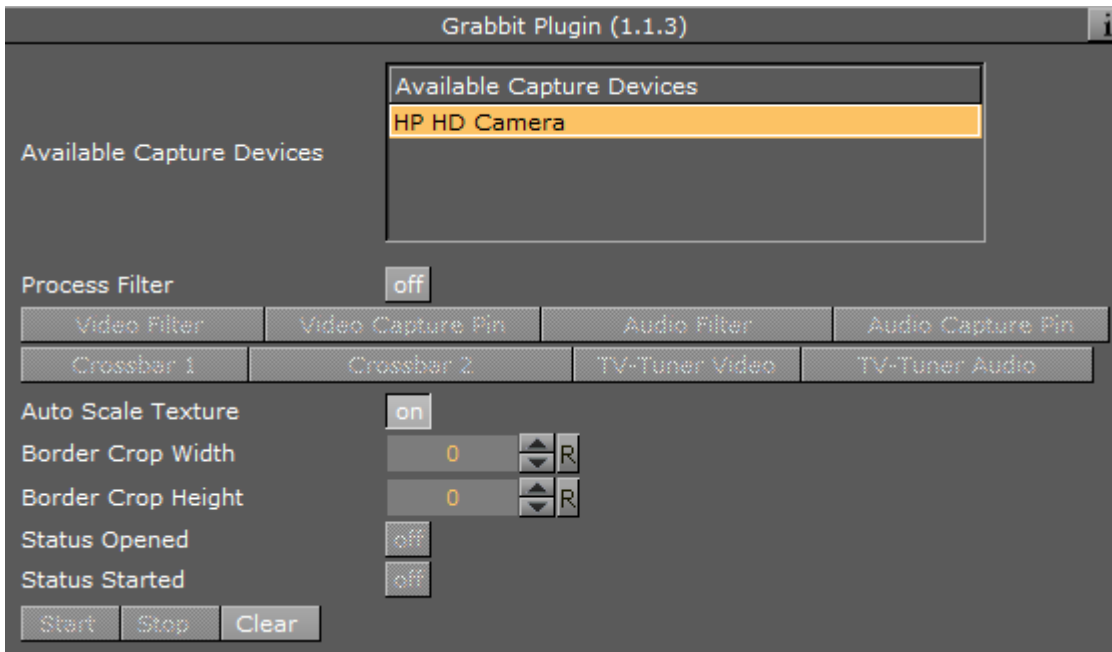 Grabbit Plugin (1.1.3) i
Available Capture Devices
HP HD Camera
Available Capture Devices
Process Filter off
Video Filter Video Capture Pin Audio Filter Audio Capture Pin
Crossbar 1 Crossbar 2 TV-Tuner Video TV-Tuner Audio
Auto Scale Texture on
Border Crop Width 0 R
Border Crop Height 0 R
Status Opened off
Status Started off
Start Stop Clear